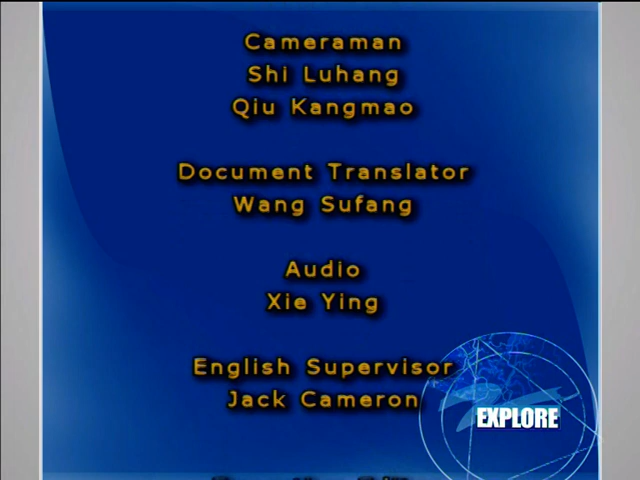 Cameraman
Shi Luhang
Qiu Kangmao
Document Translator
Wang Sufang
Audio
Xie Ying
English Supervisor
Jack Cameron
EXPLORE